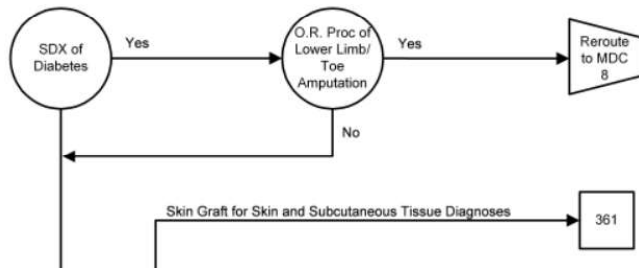 SDX of
Diabetes
Yes
O.R. Proc of
Lower Limb/
Toe
Amputation
Yes
Reroute
to MDC
8
No
Skin Graft for Skin and Subcutaneous Tissue Diagnoses
361